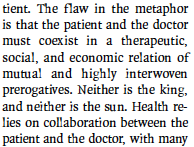 tient. The flaw in the metaphor
is that the patient and the doctor
must coexist in a therapeutic,
social, and economic relation of
mutual and highly interwoven
prerogatives. Neither is the king,
and neither is the sun. Health re-
lies on collaboration between the
patient and the doctor, with many